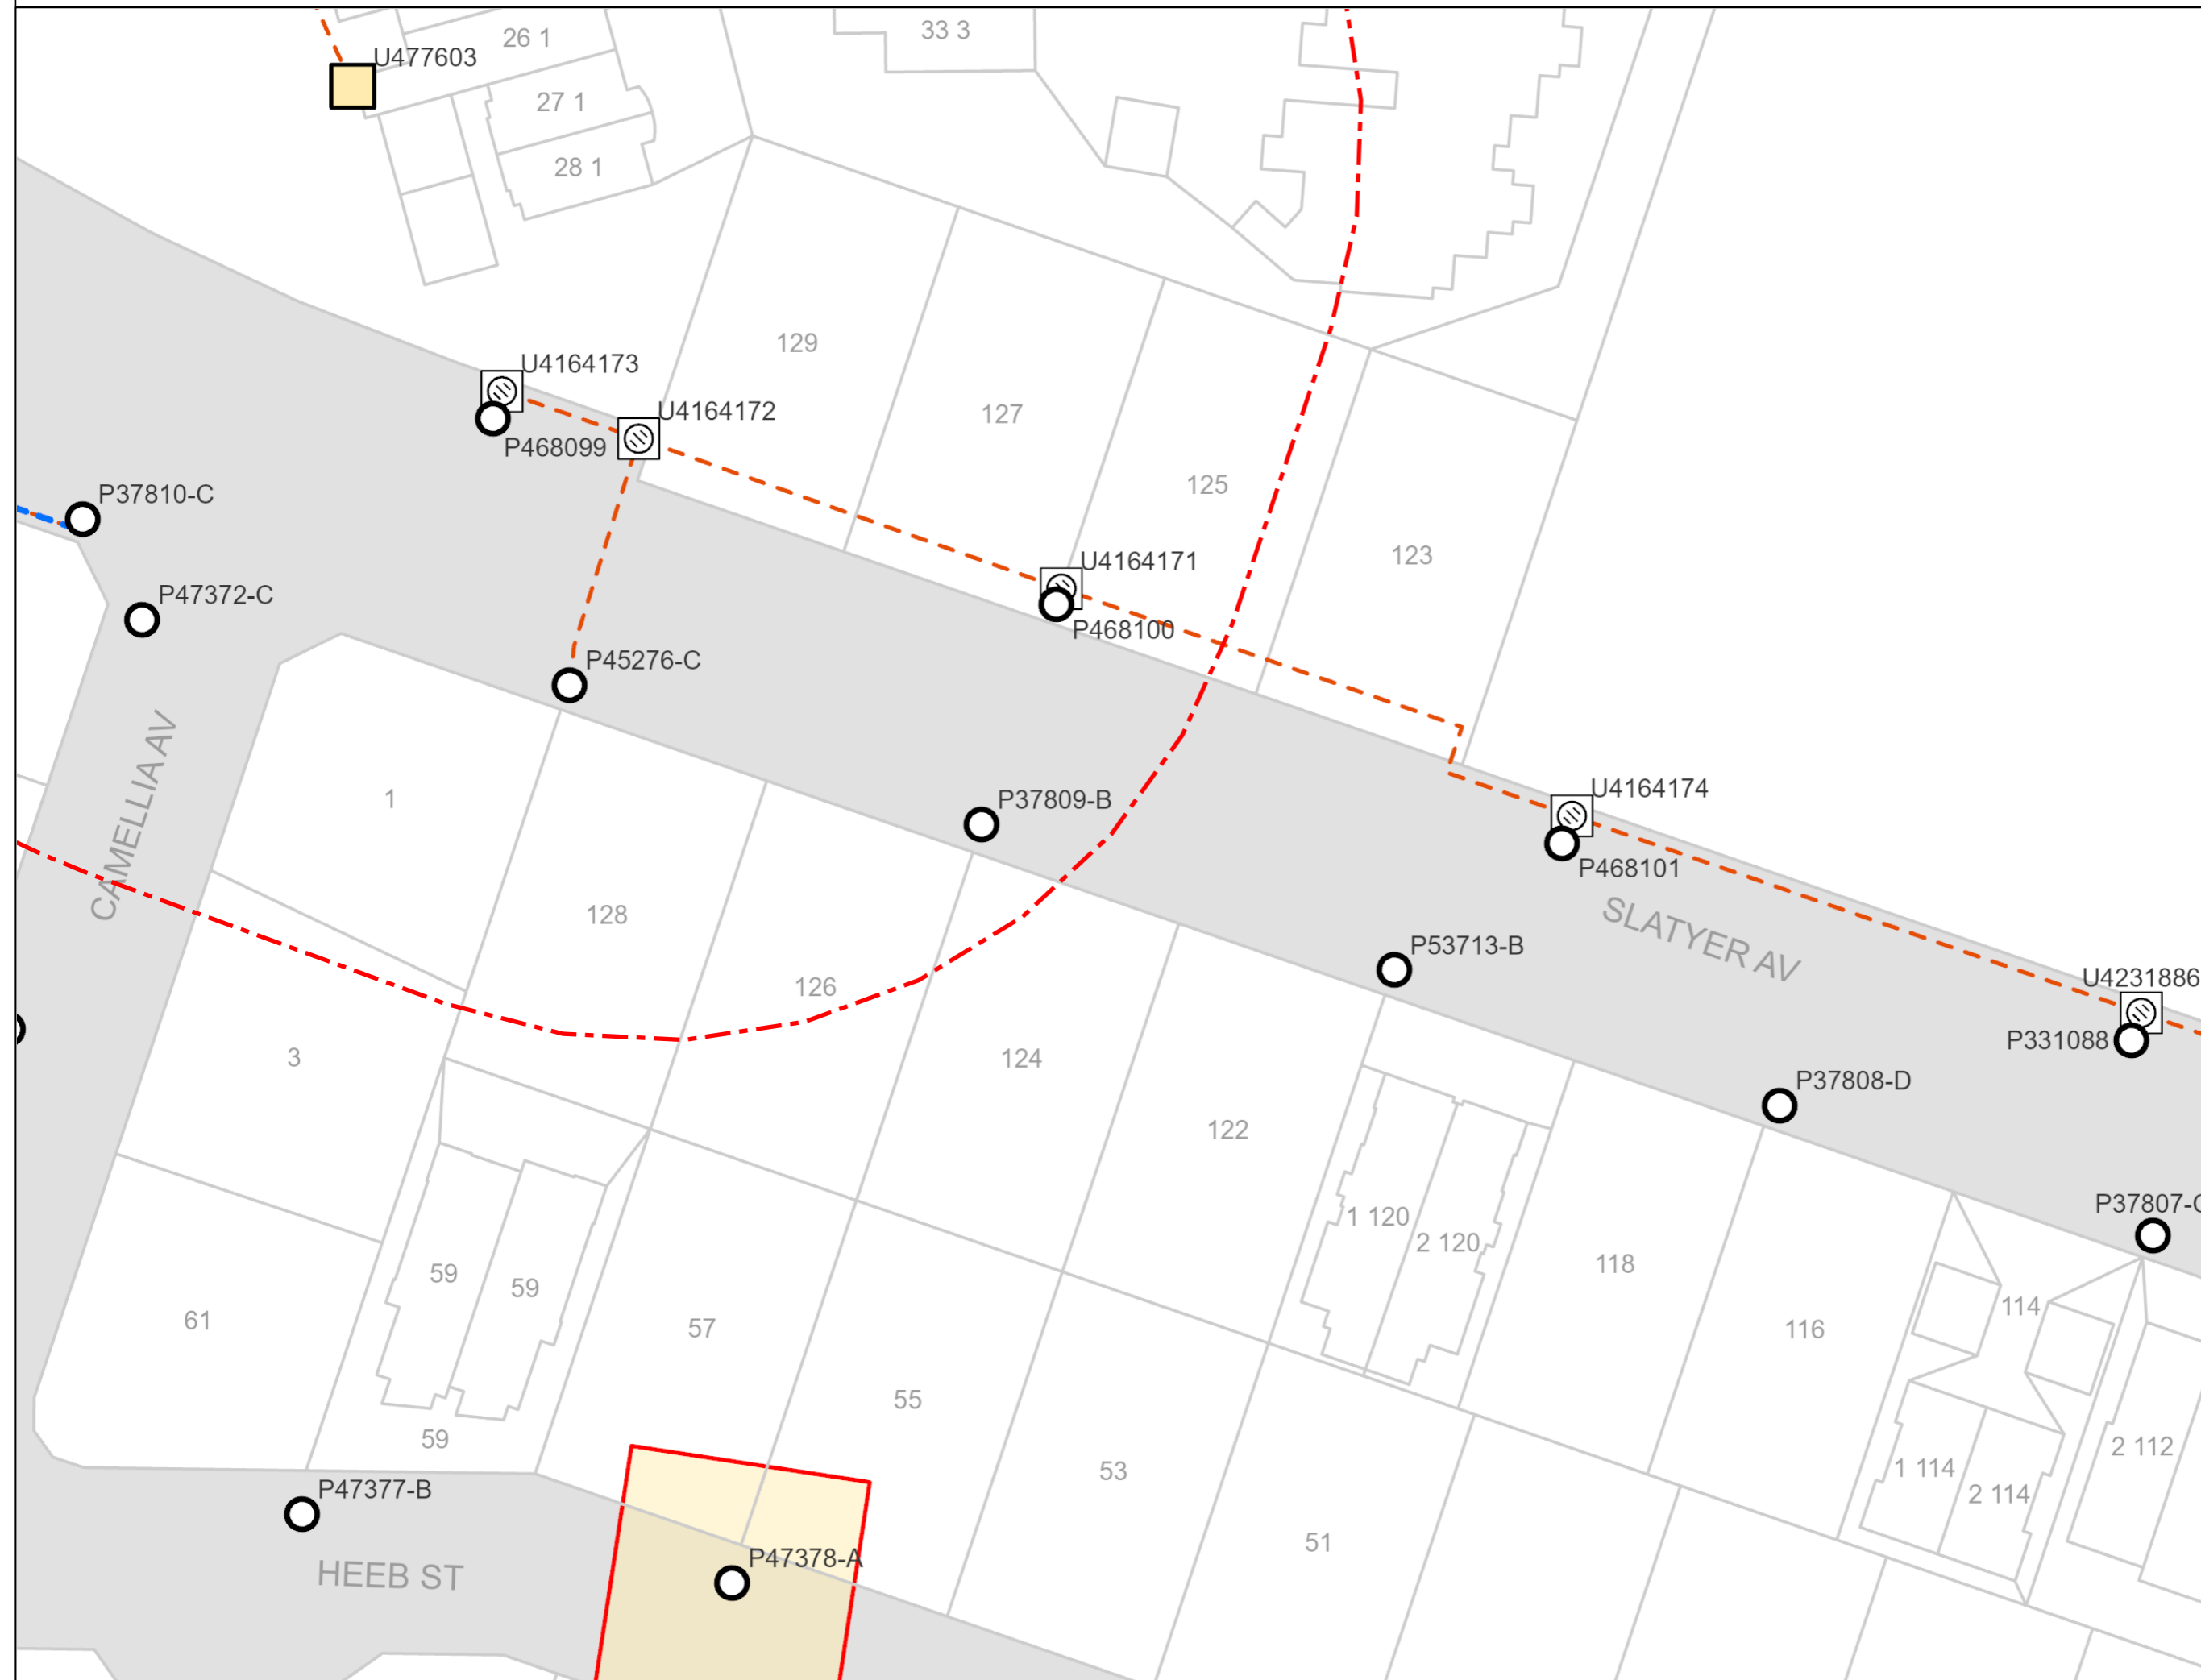 33 3
26 1
U477603
27 1
28 1
129
U4164173
U4164172
127
P468099
125
P37810-C
U4164171
123
P47372-C
P468100
P45276-C
CAMELLIA AV
1
P37809-B
U4164174
P468101
128
SLATYER AV
P53713-B
126
U4231886
P331088
3
124
P37808-D
122
P37807-C
1 120
2 120
118
59
59
114
61
57
116
55
59
2 112
53
1 114
P47377-B
2 114
51
P47378-A
HEEB ST